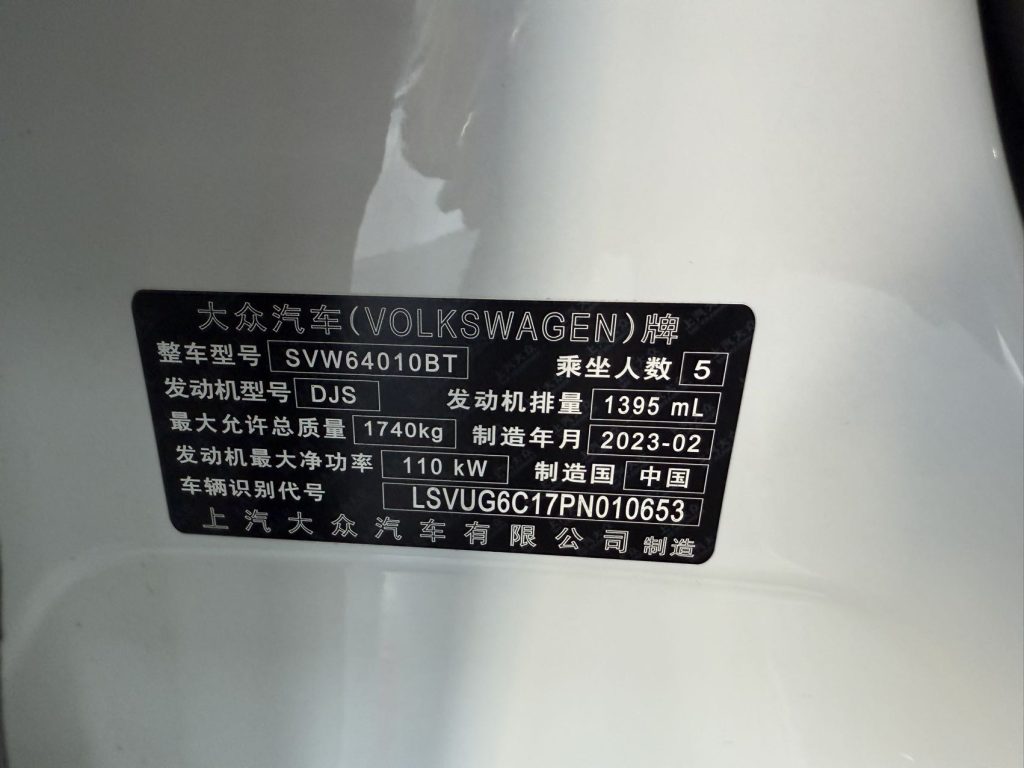 大众汽车(VOLKSWAGEN)牌
整车型号 SVW64010BT 乘坐人数 5
发动机型号 DJS 发动机排量 1395 mL
最大允许总质量 1740kg 制造年月 2023-02
发动机最大净功率 110 kW 制造国 中国
车辆识别代号 LSVUG6C17PN010653
上汽大众汽车有限公司 制造